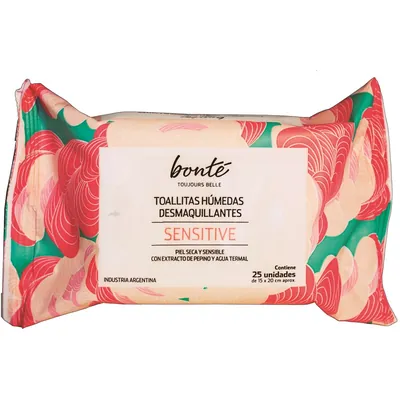 bonté
TOUJOURS BELLE
TOALLITAS HÚMEDAS
DESMAQUILLANTES
SENSITIVE
PIEL SECA Y SENSIBLE
CON EXTRACTO DE PEPINO Y AGUA TERMAL
INDUSTRIA ARGENTINA
Contiene
25 unidades
de 15 x 20 cm aprox